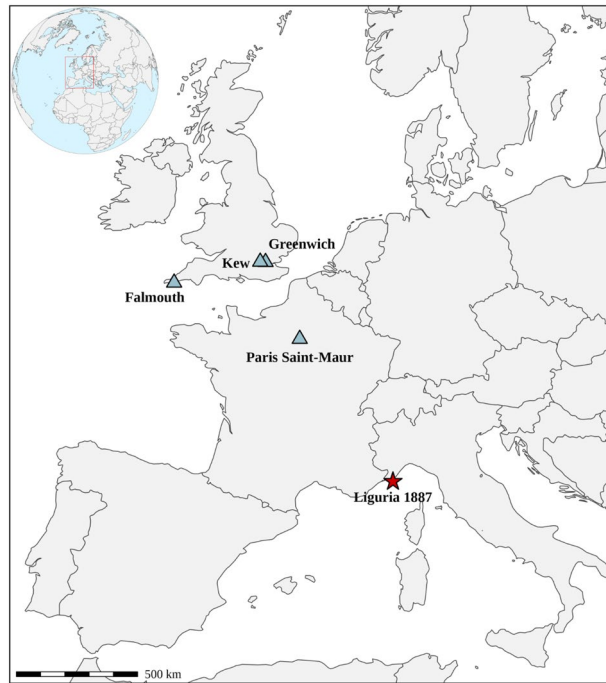 Greenwich
Kew
Falmouth
Paris Saint-Maur
Liguria 1887
500 km